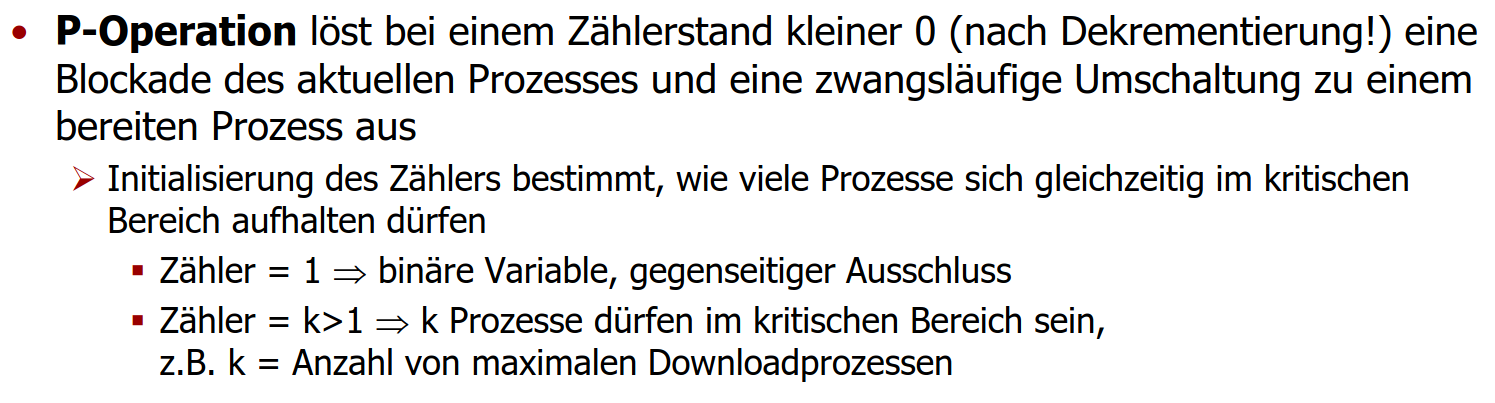 • P-Operation löst bei einem Zählerstand kleiner 0 (nach Dekrementierung!) eine
Blockade des aktuellen Prozesses und eine zwangsläufige Umschaltung zu einem
bereiten Prozess aus
➢ Initialisierung des Zählers bestimmt, wie viele Prozesse sich gleichzeitig im kritischen
Bereich aufhalten dürfen
▪ Zähler = 1 ⇒ binäre Variable, gegenseitiger Ausschluss
▪ Zähler = k>1 ⇒ k Prozesse dürfen im kritischen Bereich sein,
z.B. k = Anzahl von maximalen Downloadprozessen